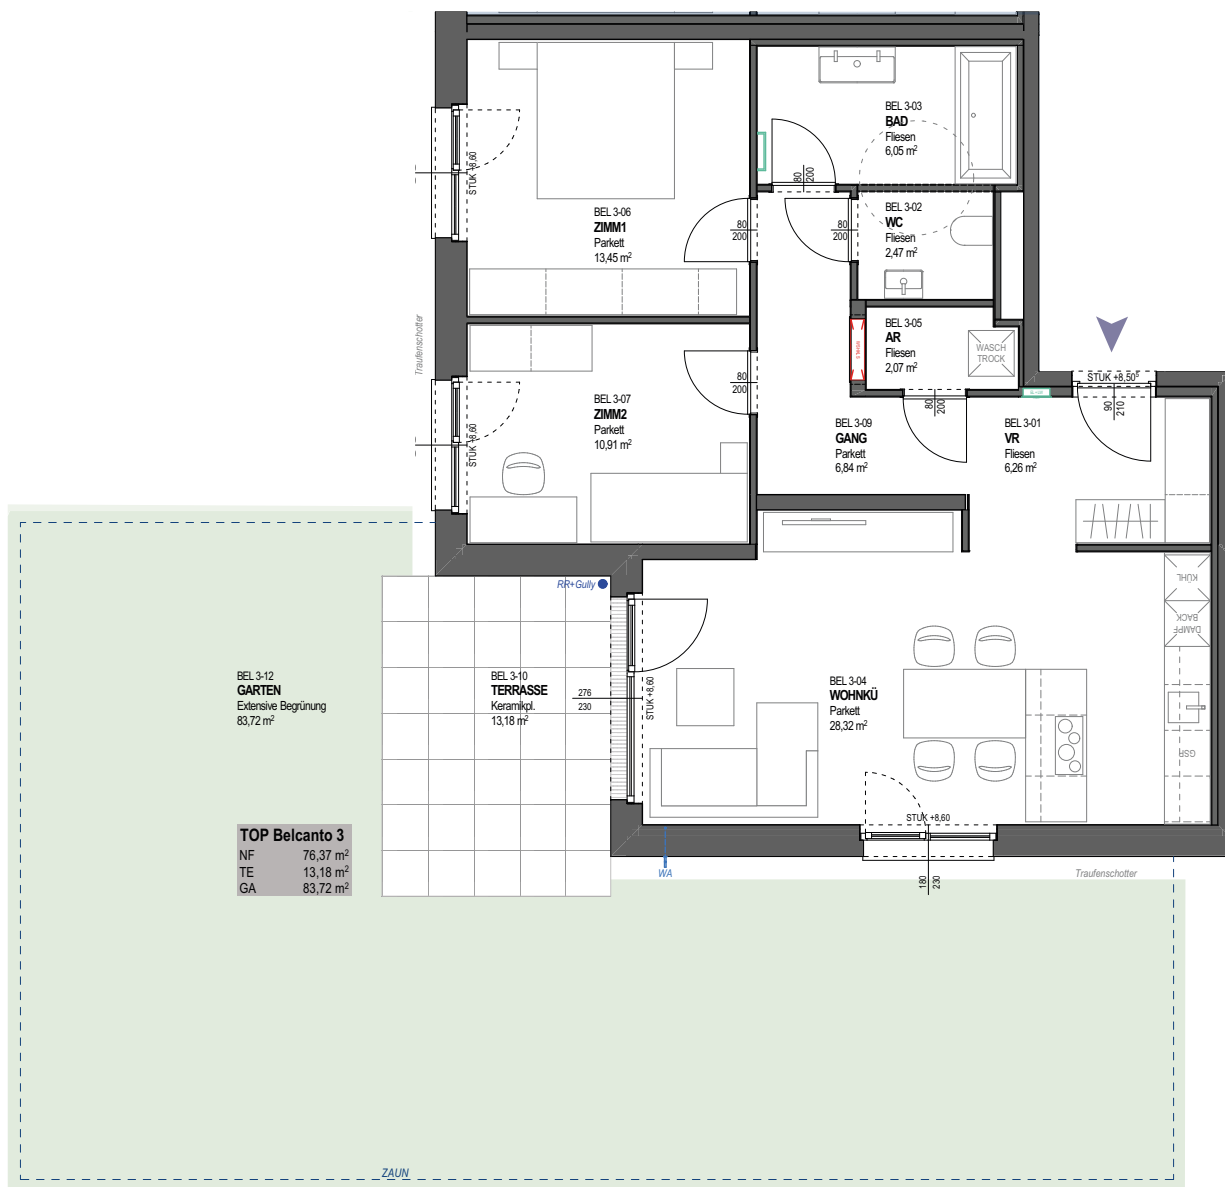 BEL 3-03
BAD
Fliesen
6,05 m²
80
200
BEL 3-06
ZIMM1
Parkett
13,45 m²
STUK +8,60
80
200
BEL 3-02
WC
Fliesen
2,47 m²
80
200
BEL 3-05
AR
Fliesen
2,07 m²
WASCH
TROCK
80
200
Traufenschotter
BEL 3-07
ZIMM2
Parkett
10,91 m²
STUK +8,60
80
200
BEL 3-09
GANG
Parkett
6,84 m²
BEL 3-01
VR
Fliesen
6,26 m²
STUK +8,50⁵
90
210
RR+Gully
KÜHL
DAMPF
BACK
GSP
BEL 3-12
GARTEN
Extensive Begrünung
83,72 m²
BEL 3-10
TERRASSE
Keramikpl.
13,18 m²
276
230
STUK +8,60
BEL 3-04
WOHNKÜ
Parkett
28,32 m²
STUK +8,60
180
230
TOP Belcanto 3
NF 76,37 m²
TE 13,18 m²
GA 83,72 m²
WA
Traufenschotter
ZAUN